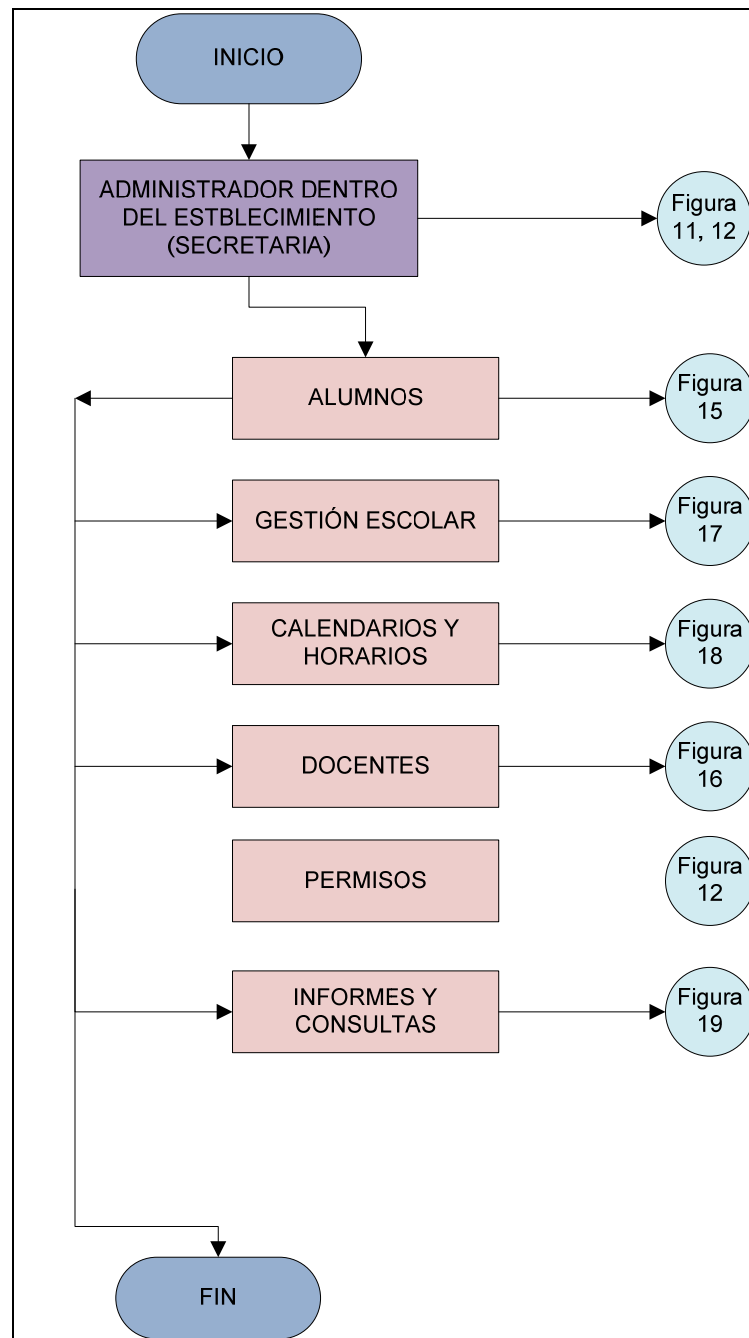 INICIO
ADMINISTRADOR DENTRO
DEL ESTBLECIMIENTO
(SECRETARIA)
Figura
11, 12
ALUMNOS
Figura
15
GESTIÓN ESCOLAR
Figura
17
CALENDARIOS Y
HORARIOS
Figura
18
DOCENTES
Figura
16
PERMISOS
Figura
12
INFORMES Y
CONSULTAS
Figura
19
FIN